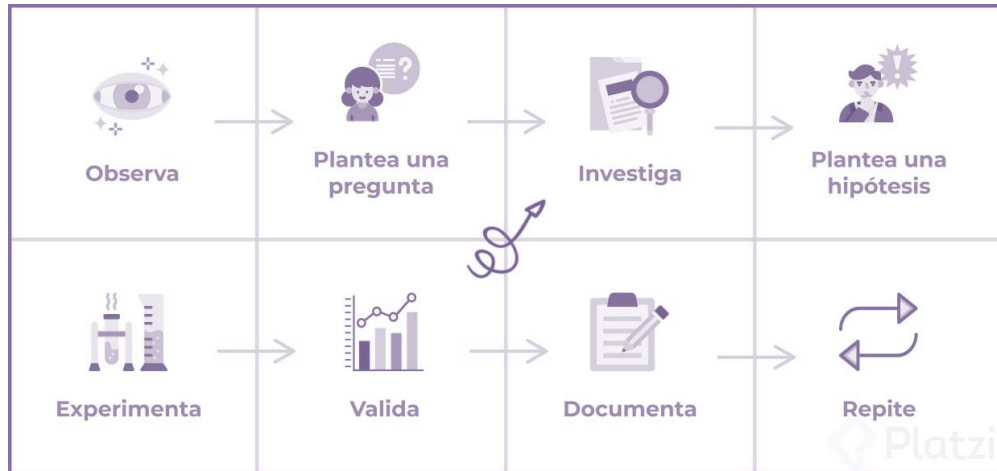 Observa
Plantea una
pregunta
Investiga
Plantea una
hipótesis
Experimenta
Valida
Documenta
Repite
Platzi